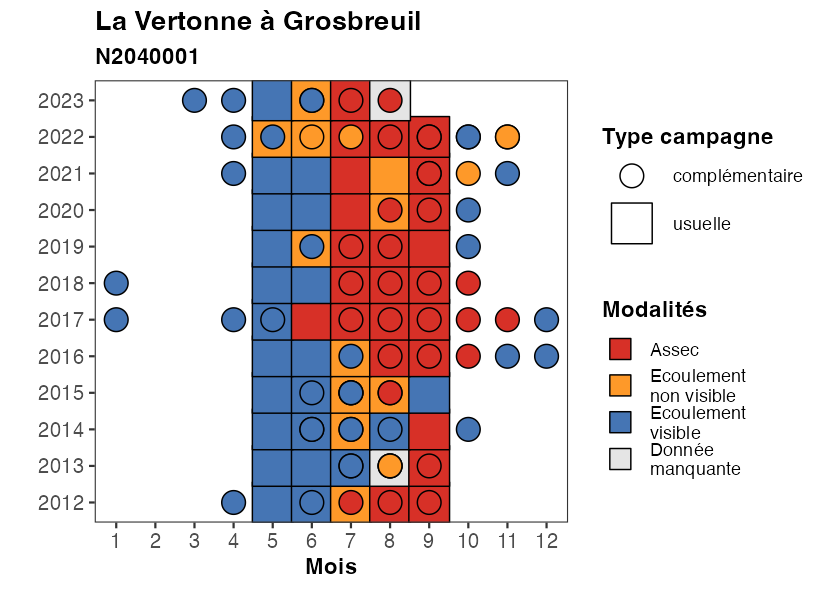 La Vertonne à Grosbreuil
N2040001
2023
2022
2021
2020
2019
2018
2017
2016
2015
2014
2013
2012
1 2 3 4 5 6 7 8 9 10 11 12
Mois
Type campagne
complémentaire
usuelle
Modalités
Assec
Ecoulement
non visible
Ecoulement
visible
Donnée
manquante